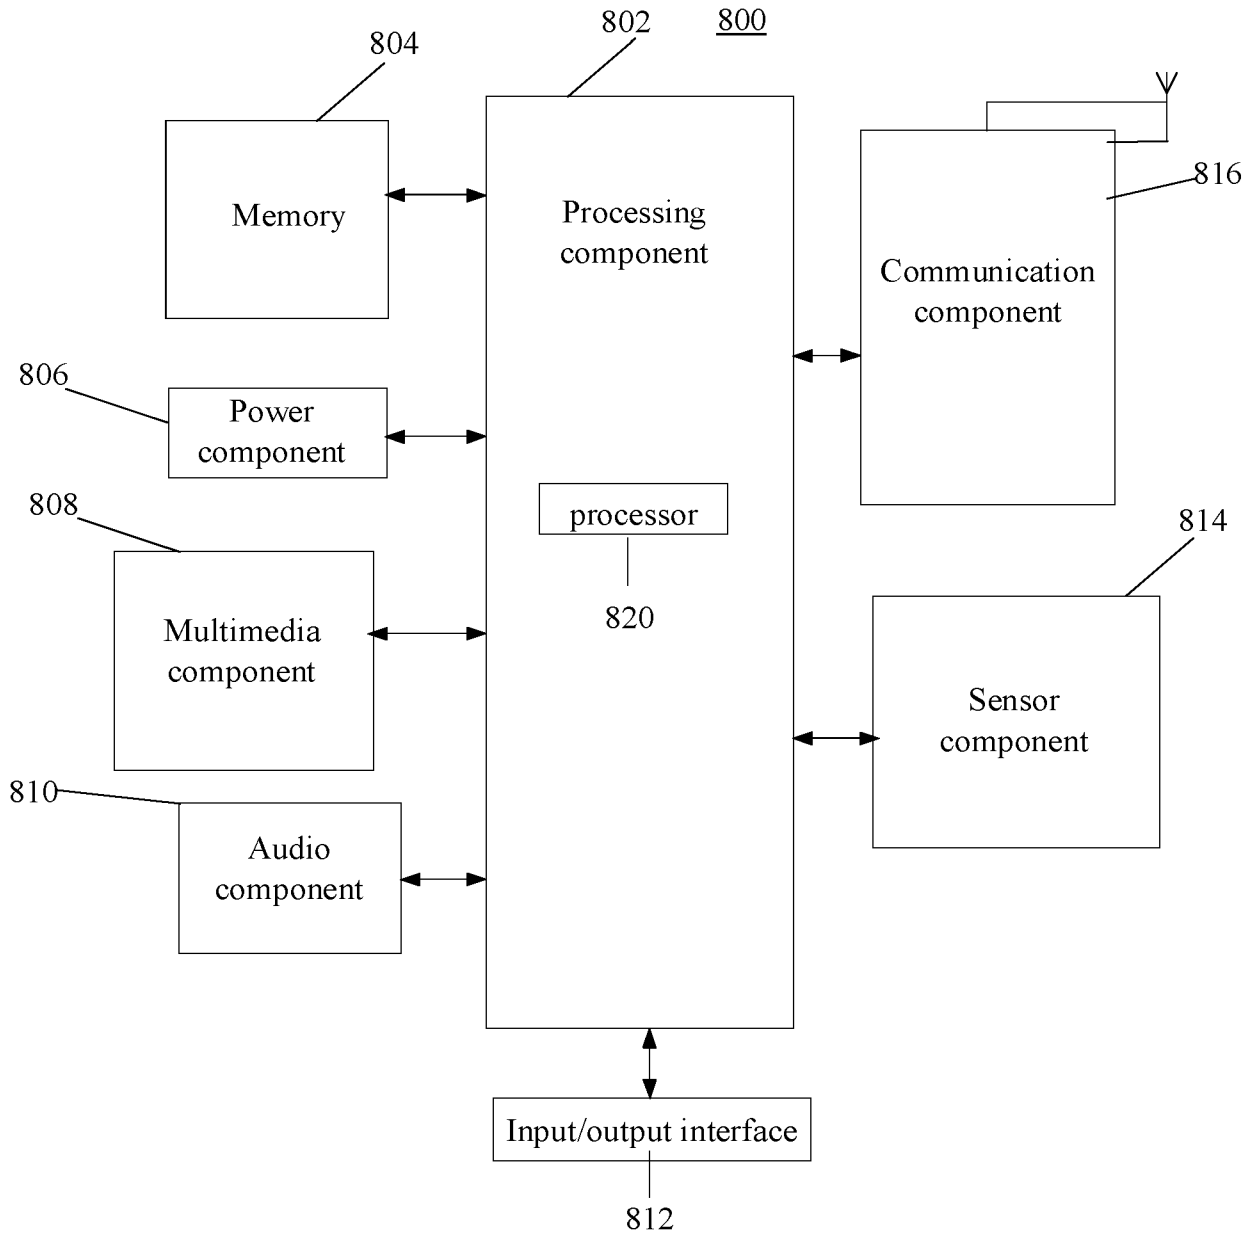 800
802
804
Memory
Processing
component
816
Communication
component
806
Power
component
808
processor
820
814
Multimedia
component
Sensor
component
810
Audio
component
Input/output interface
812